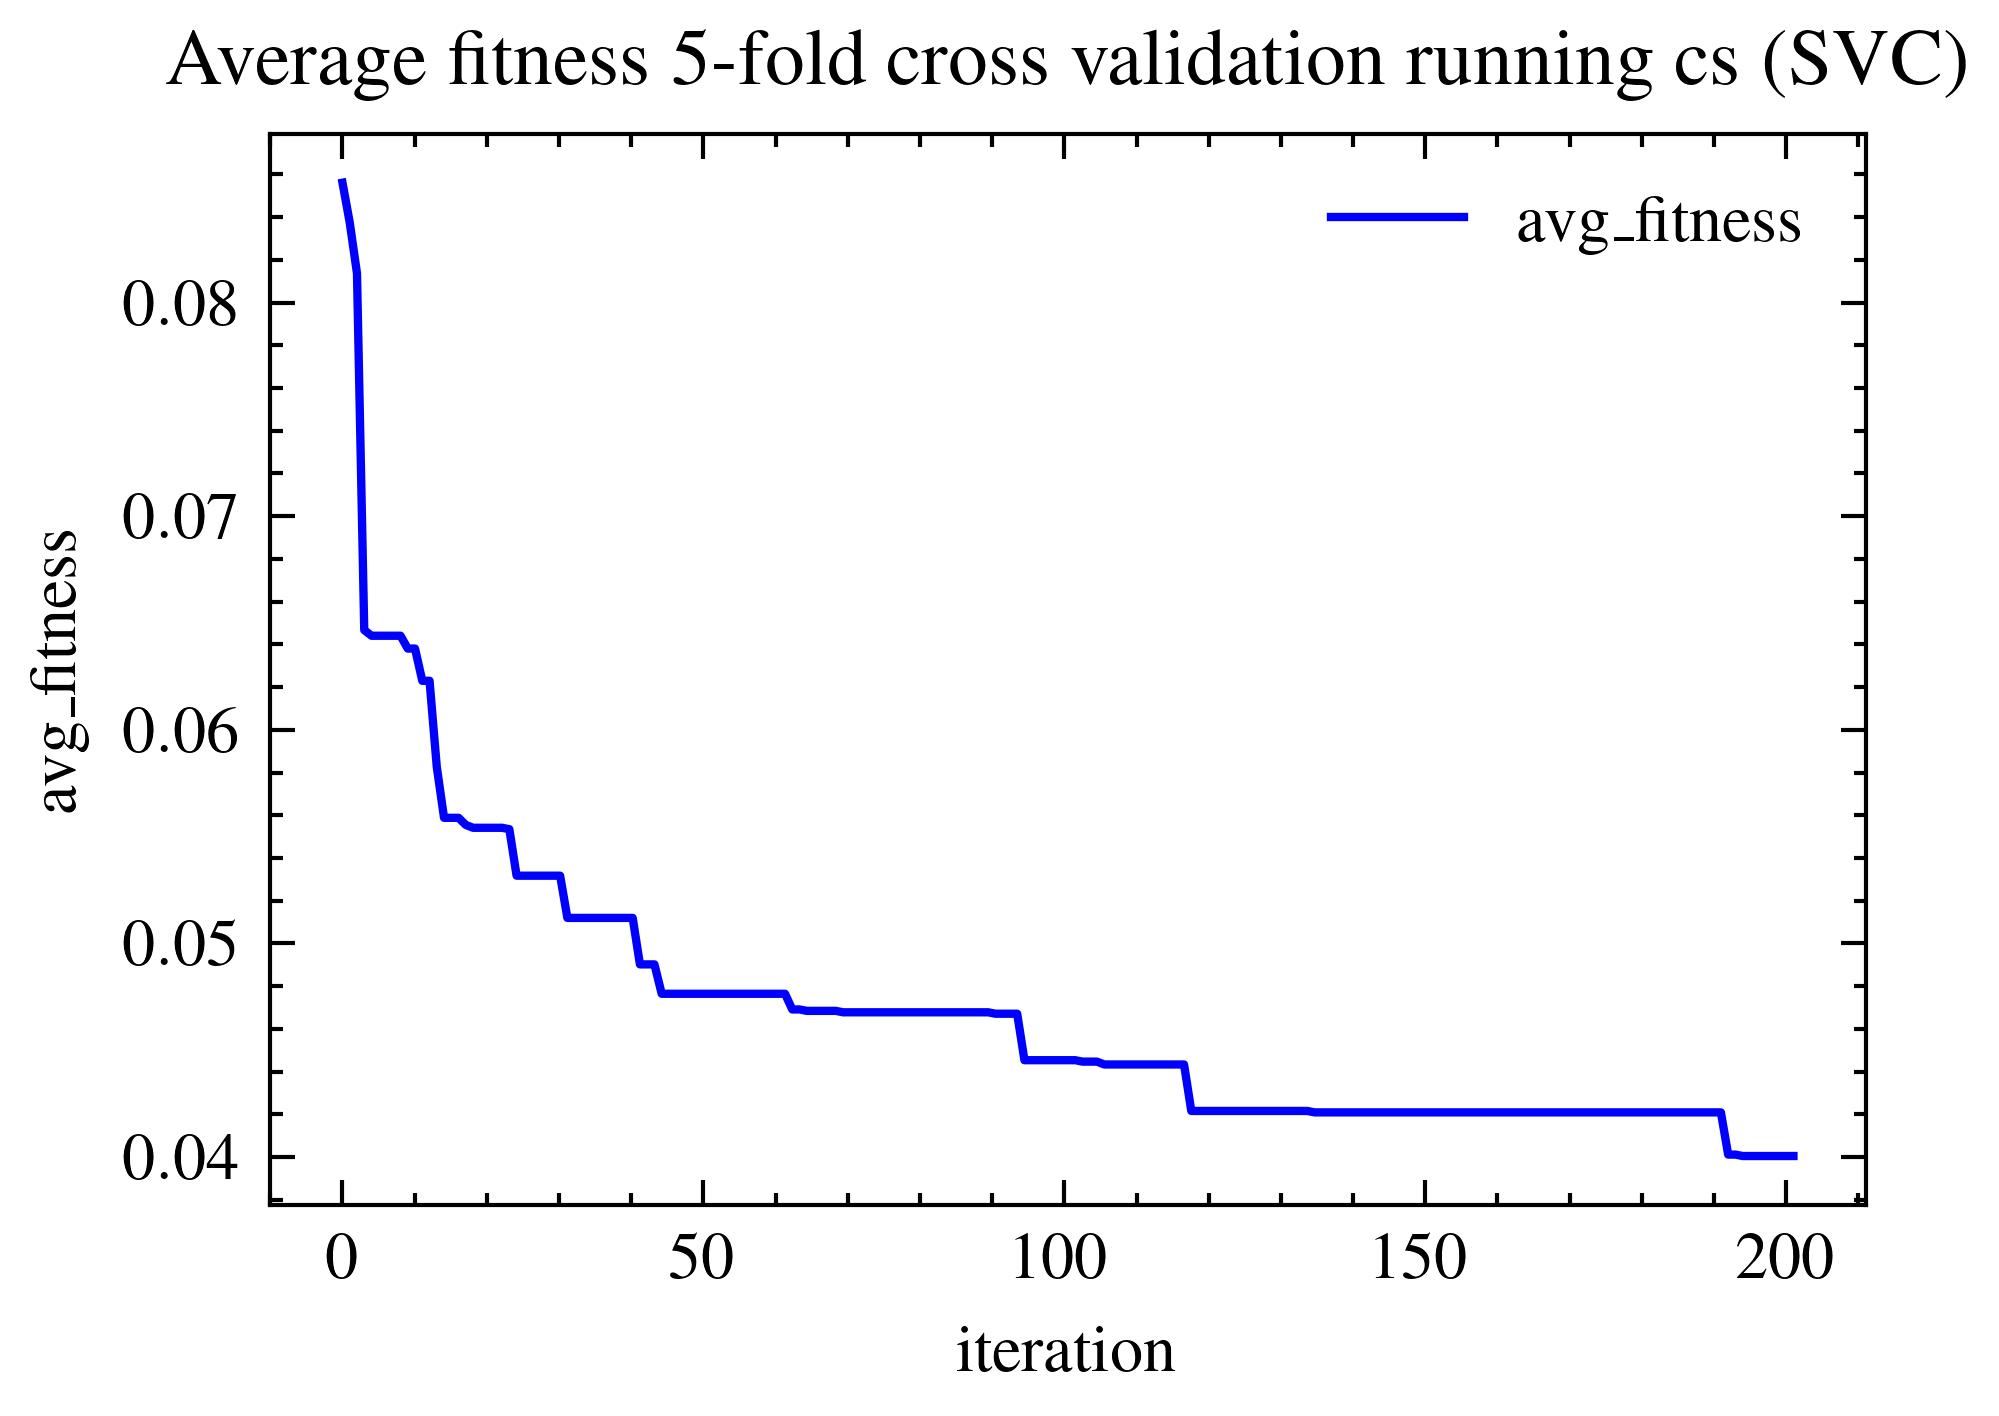 Average fitness 5-fold cross validation running cs (SVC)
avg_fitness
0.08
0.07
0.06
0.05
0.04
avg_fitness
0 50 100 150 200
iteration